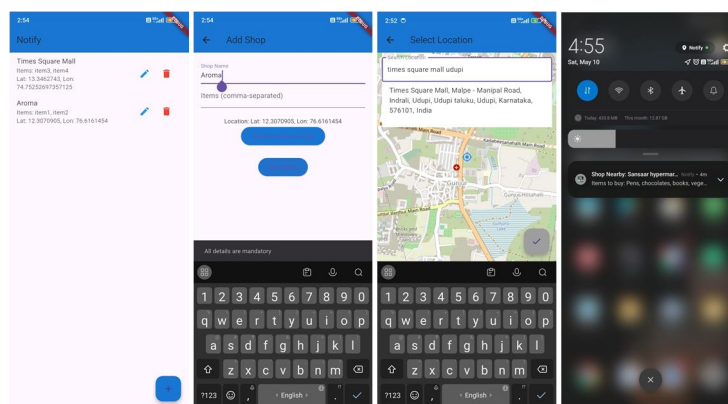 2:54
Notify
Times Square Mall
Items: item3, item4
Lat: 13.3462743, Lon:
74.75252697357125
Aroma
Items: item1, item2
Lat: 12.3070905, Lon: 76.6161454
+
2:54
← Add Shop
Shop Name
Aroma
Items (comma-separated)
Location: Lat: 12.3070905, Lon: 76.6161454
All details are mandatory
1 2 3 4 5 6 7 8 9 0
q w e r t y u i o p
a s d f g h j k l
z x c v b n m
?123 , English .
2:52
← Select Location
Search Location
times square mall udupi
Times Square Mall, Malpe - Manipal Road,
Indrali, Udupi, Udupi taluku, Udupi, Karnataka,
576101, India
1 2 3 4 5 6 7 8 9 0
q w e r t y u i o p
a s d f g h j k l
z x c v b n m
?123 , English .
4:55
Notify
Sat, May 10
Shop Nearby: Sansaar hypermar... Notify • 4m
Items to buy: Pens, chocolates, books, vege...